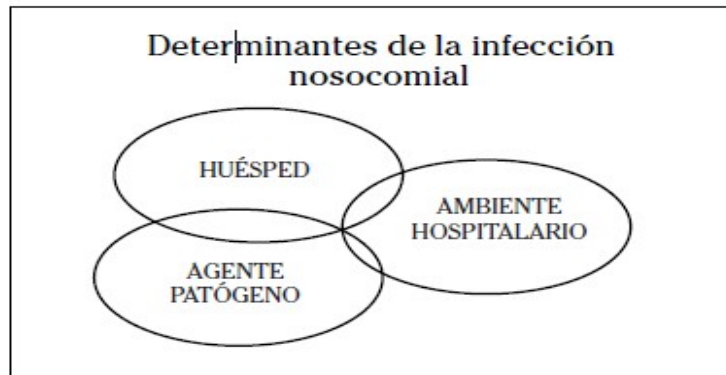 Determinantes de la infección
nosocomial
HUÉSPED
AMBIENTE
HOSPITALARIO
AGENTE
PATÓGENO